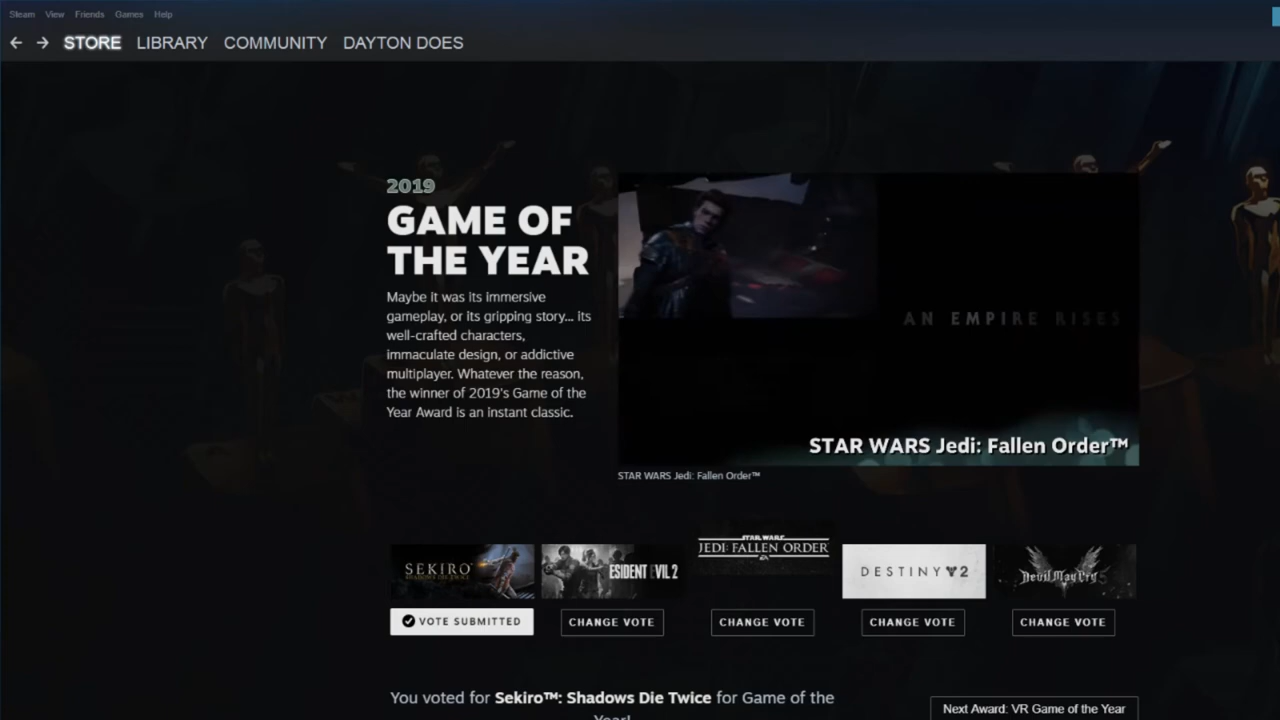 Steam View Friends Games Help
STORE LIBRARY COMMUNITY DAYTON DOES
2019
GAME OF
THE YEAR
Maybe it was its immersive
gameplay, or its gripping story... its
well-crafted characters,
immaculate design, or addictive
multiplayer. Whatever the reason,
the winner of 2019's Game of the
Year Award is an instant classic.
AN EMPIRE RISES
STAR WARS Jedi: Fallen Order™
STAR WARS Jedi: Fallen Order™
SEKIRO
SHADOWS DIE TWICE
ESIDENT EVIL 2
STAR WARS
JEDI: FALLEN ORDER
DESTINY 2
Devil May Cry 5
VOTE SUBMITTED
CHANGE VOTE
CHANGE VOTE
CHANGE VOTE
CHANGE VOTE
You voted for Sekiro™: Shadows Die Twice for Game of the
Year!
Next Award: VR Game of the Year